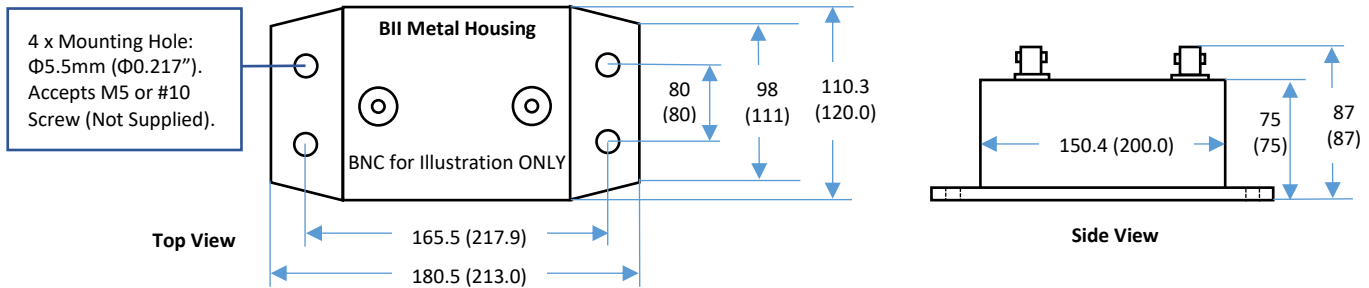 4 x Mounting Hole:
Φ5.5mm (Φ0.217”).
Accepts M5 or #10
Screw (Not Supplied).
BII Metal Housing
BNC for Illustration ONLY
80
(80)
98
(111)
110.3
(120.0)
165.5 (217.9)
180.5 (213.0)
Top View
150.4 (200.0)
75
(75)
87
(87)
Side View